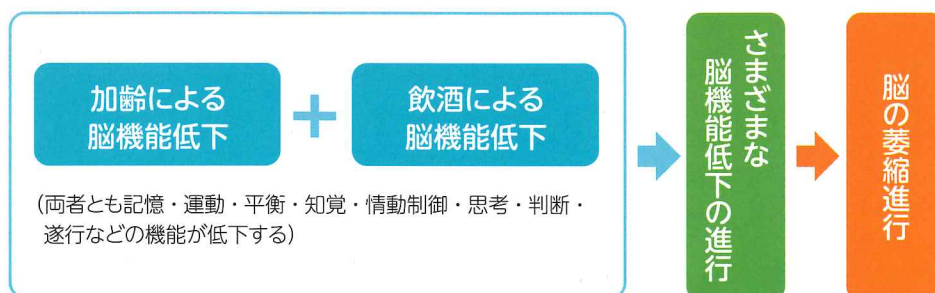 加齢による
脳機能低下
＋
飲酒による
脳機能低下
（両者とも記憶・運動・平衡・知覚・情動制御・思考・判断・
遂行などの機能が低下する）
さまざまな
脳機能低下の進行
脳の萎縮進行